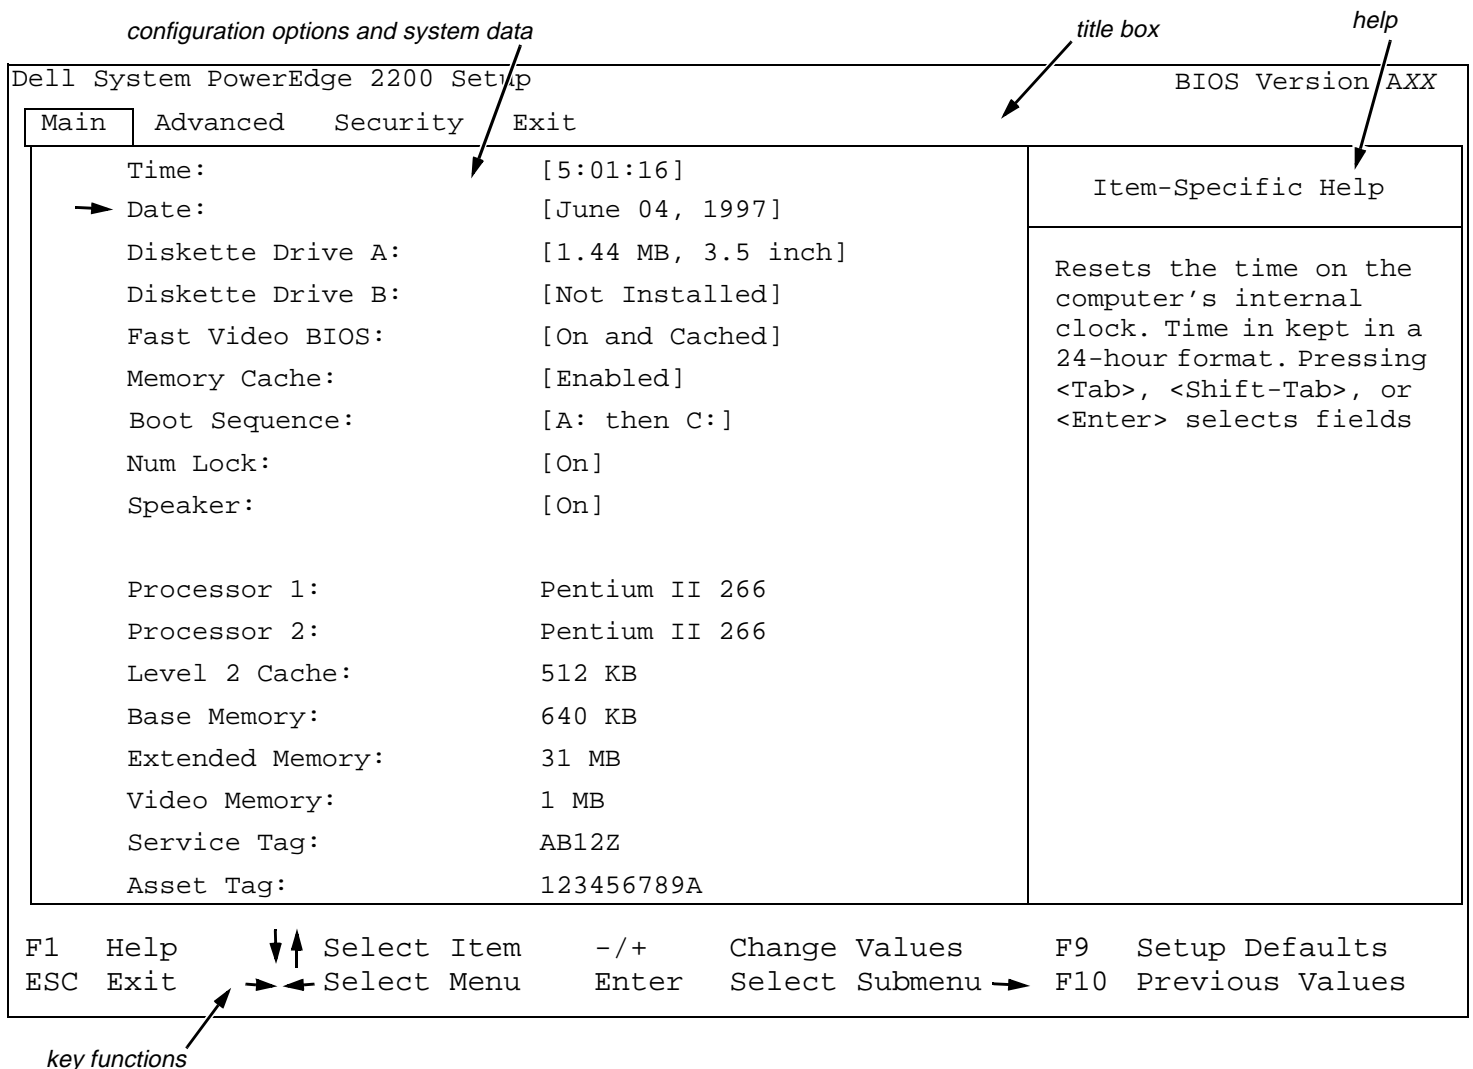 configuration options and system data
title box
help
Dell System PowerEdge 2200 Setup BIOS Version AXX
Main Advanced Security Exit
Time: [5:01:16]
Date: [June 04, 1997]
Diskette Drive A: [1.44 MB, 3.5 inch]
Diskette Drive B: [Not Installed]
Fast Video BIOS: [On and Cached]
Memory Cache: [Enabled]
Boot Sequence: [A: then C:]
Num Lock: [On]
Speaker: [On]
Processor 1: Pentium II 266
Processor 2: Pentium II 266
Level 2 Cache: 512 KB
Base Memory: 640 KB
Extended Memory: 31 MB
Video Memory: 1 MB
Service Tag: AB12Z
Asset Tag: 123456789A
Item-Specific Help
Resets the time on the
computer's internal
clock. Time in kept in a
24-hour format. Pressing
<Tab>, <Shift-Tab>, or
<Enter> selects fields
F1 Help Select Item -/+ Change Values F9 Setup Defaults
ESC Exit Select Menu Enter Select Submenu F10 Previous Values
key functions